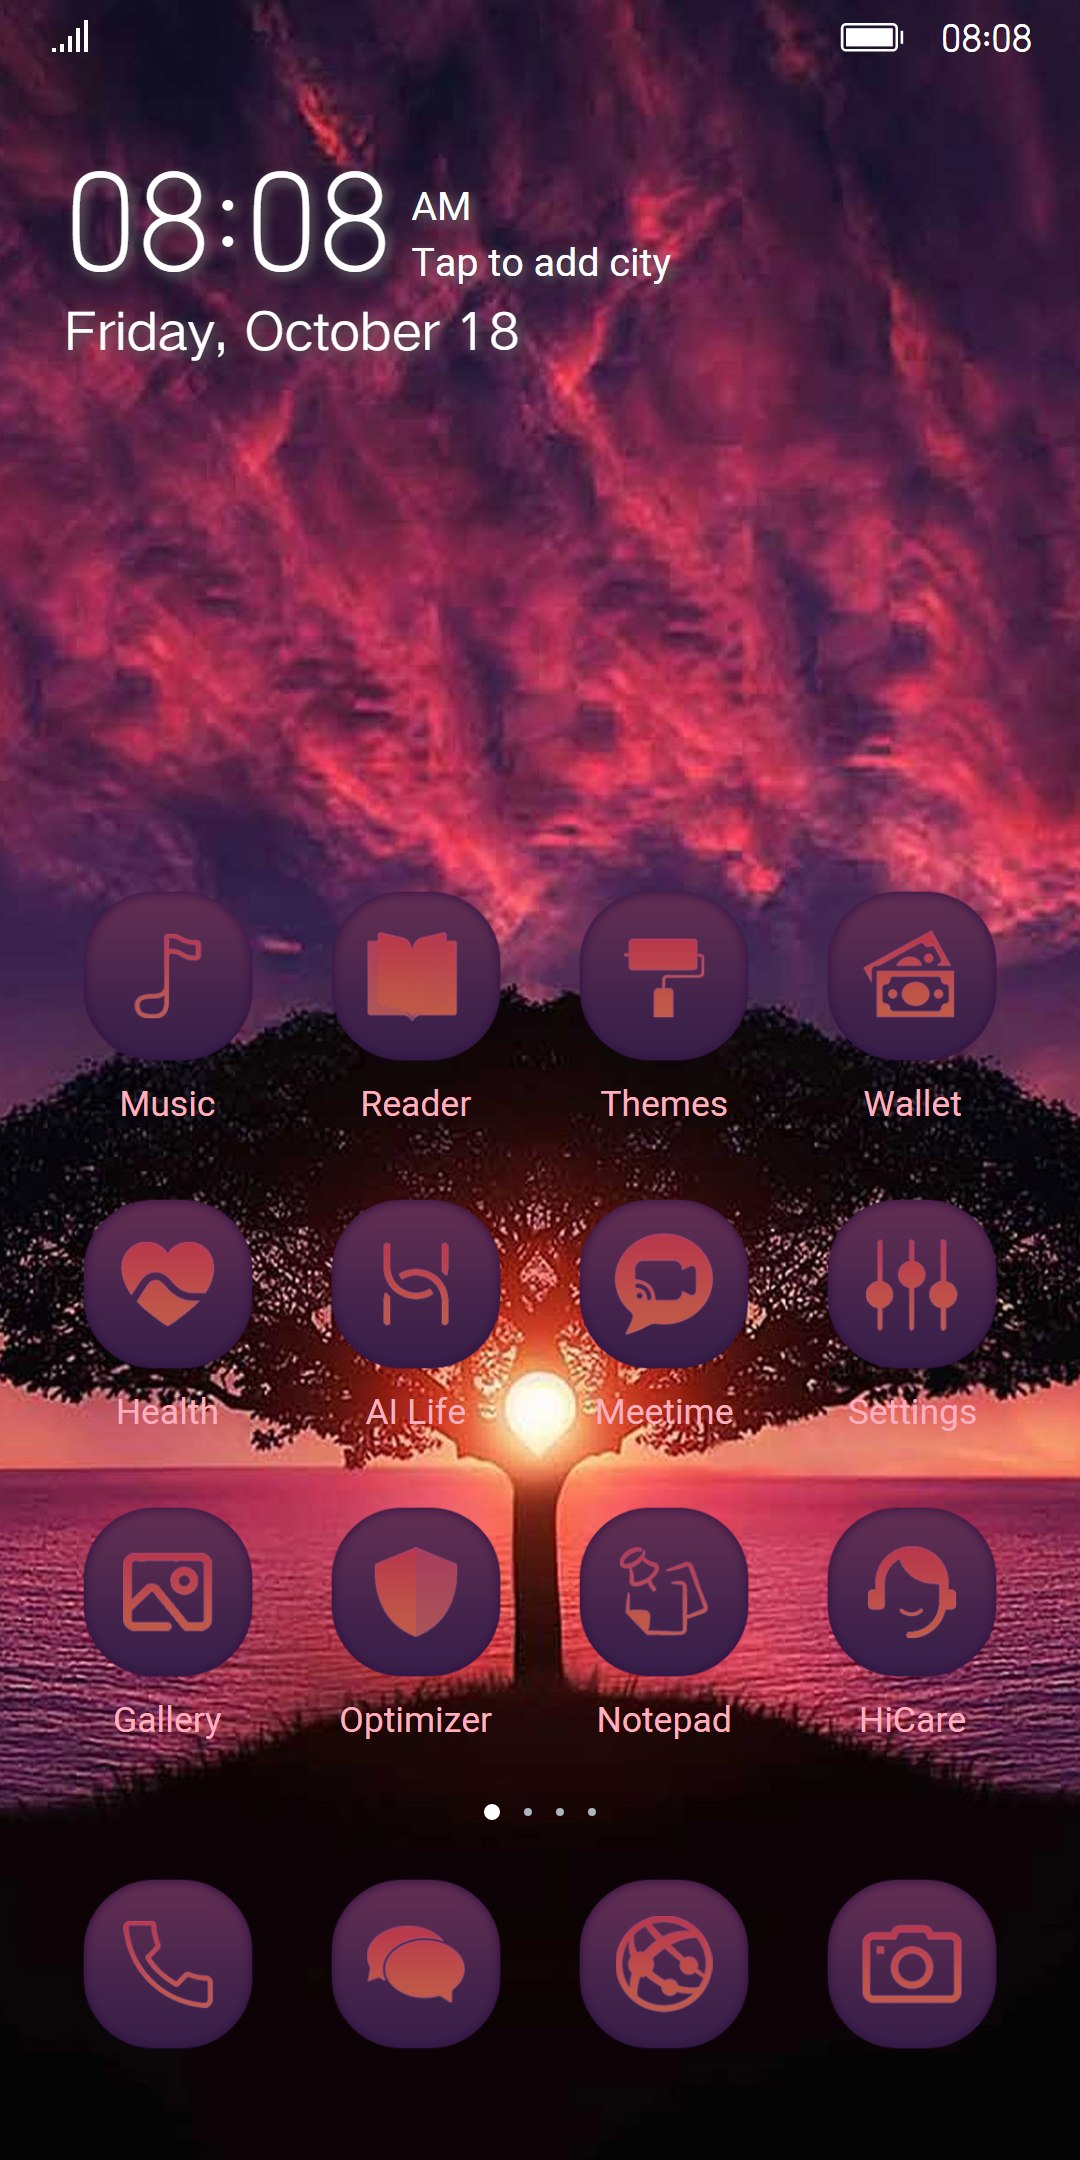 08:08
08:08 AM
Tap to add city
Friday, October 18
Music Reader Themes Wallet
Health AI Life Meetime Settings
Gallery Optimizer Notepad HiCare